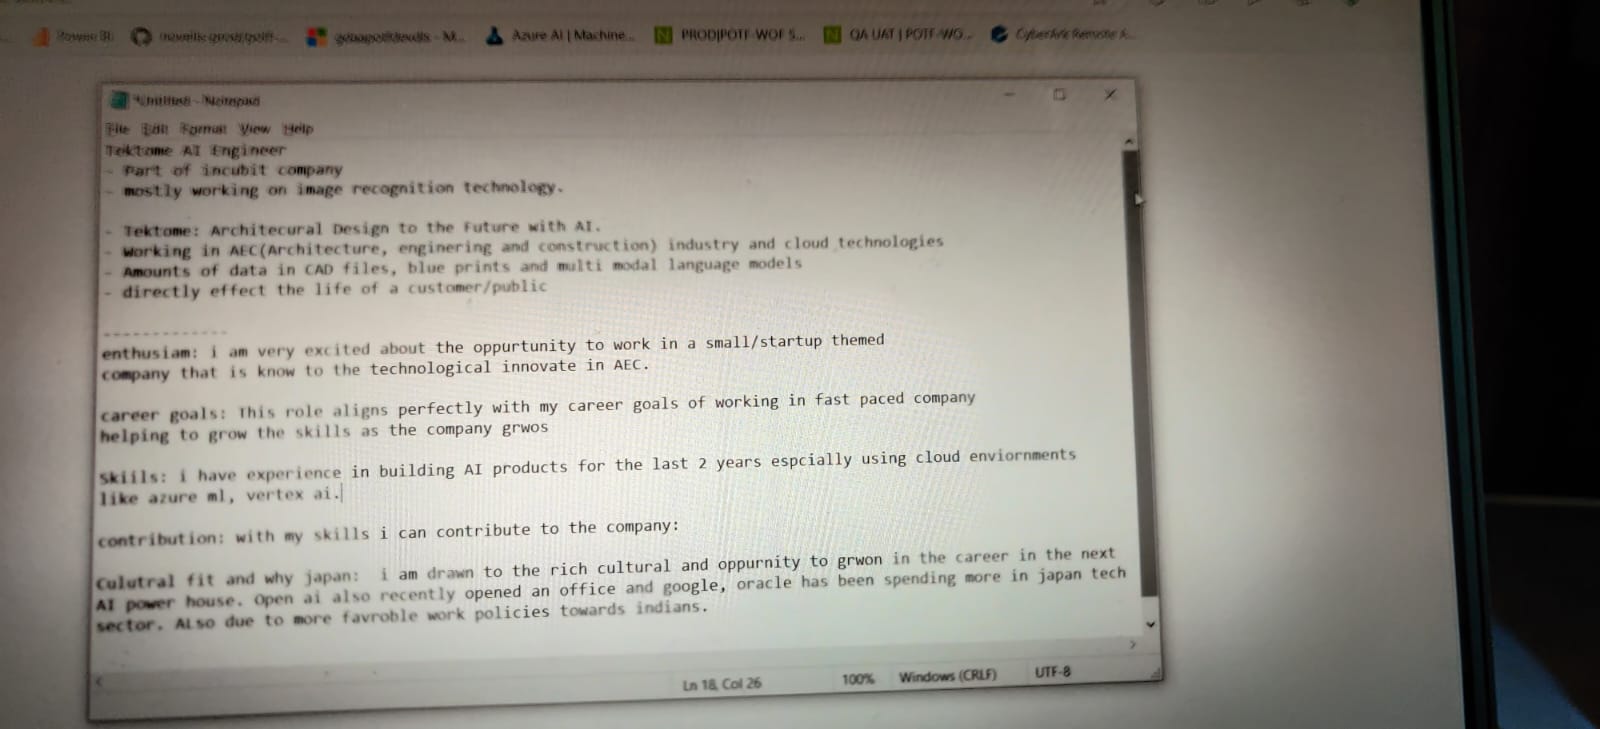 Azure AI | Machine...
PROD|POTF-WOF S...
QA UAT | POTF-WO...
CyberArk Remote A...
*Untitled - Notepad
File Edit Format View Help
Tektome AI Engineer
- Part of incubit company
- mostly working on image recognition technology.
- Tektome: Architecural Design to the Future with AI.
- Working in AEC(Architecture, enginering and construction) industry and cloud technologies
- Amounts of data in CAD files, blue prints and multi modal language models
- directly effect the life of a customer/public
-------------
enthusiam: i am very excited about the oppurtunity to work in a small/startup themed
company that is know to the technological innovate in AEC.
career goals: This role aligns perfectly with my career goals of working in fast paced company
helping to grow the skills as the company grwos
Skiils: i have experience in building AI products for the last 2 years espcially using cloud enviornments
like azure ml, vertex ai.
contribution: with my skills i can contribute to the company:
Culutral fit and why japan:  i am drawn to the rich cultural and oppurnity to grwon in the career in the next
AI power house. Open ai also recently opened an office and google, oracle has been spending more in japan tech
sector. ALso due to more favroble work policies towards indians.
Ln 18, Col 26
100%
Windows (CRLF)
UTF-8